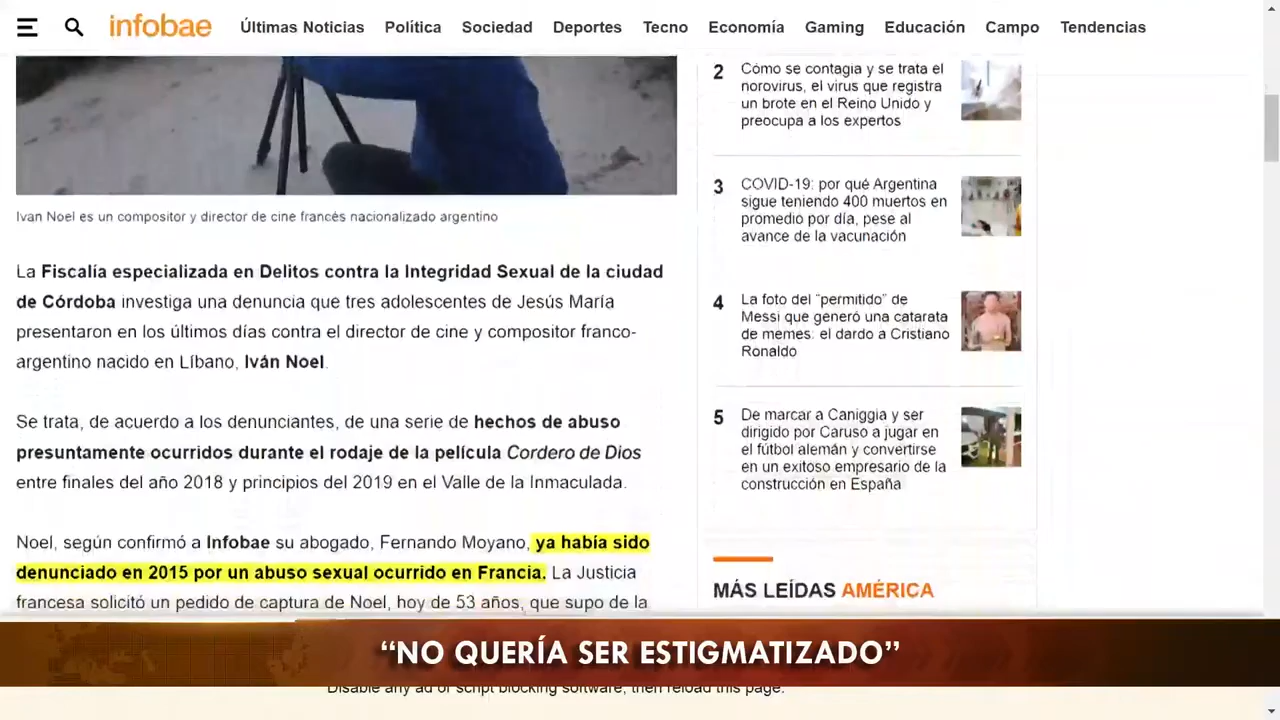 infobae
Últimas Noticias Política Sociedad Deportes Tecno Economía Gaming Educación Campo Tendencias
Ivan Noel es un compositor y director de cine francés nacionalizado argentino
La Fiscalía especializada en Delitos contra la Integridad Sexual de la ciudad
de Córdoba investiga una denuncia que tres adolescentes de Jesús María
presentaron en los últimos días contra el director de cine y compositor franco-
argentino nacido en Líbano, Iván Noel.
Se trata, de acuerdo a los denunciantes, de una serie de hechos de abuso
presuntamente ocurridos durante el rodaje de la película Cordero de Dios
entre finales del año 2018 y principios del 2019 en el Valle de la Inmaculada.
Noel, según confirmó a Infobae su abogado, Fernando Moyano, ya había sido
denunciado en 2015 por un abuso sexual ocurrido en Francia. La Justicia
francesa solicitó un pedido de captura de Noel, hoy de 53 años, que supo de la
2 Cómo se contagia y se trata el
norovirus, el virus que registra
un brote en el Reino Unido y
preocupa a los expertos
3 COVID-19: por qué Argentina
sigue teniendo 400 muertos en
promedio por día, pese al
avance de la vacunación
4 La foto del “permitido” de
Messi que generó una catarata
de memes: el dardo a Cristiano
Ronaldo
5 De marcar a Caniggia y ser
dirigido por Caruso a jugar en
el fútbol alemán y convertirse
en un exitoso empresario de la
construcción en España
MÁS LEÍDAS AMÉRICA
“NO QUERÍA SER ESTIGMATIZADO”
Disable any ad or script blocking software, then reload this page.